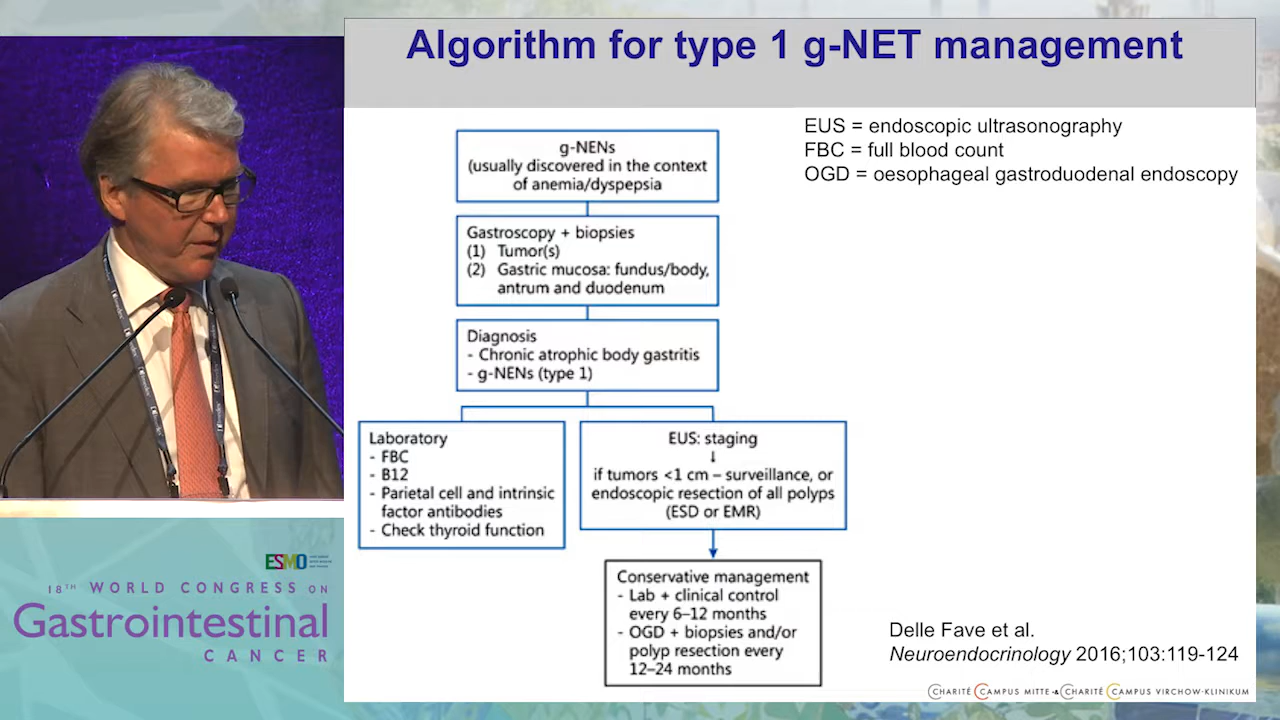 Algorithm for type 1 g-NET management
EUS = endoscopic ultrasonography
FBC = full blood count
OGD = oesophageal gastroduodenal endoscopy
g-NENs
(usually discovered in the context
of anemia/dyspepsia
Gastroscopy + biopsies
(1) Tumor(s)
(2) Gastric mucosa: fundus/body,
antrum and duodenum
Diagnosis
- Chronic atrophic body gastritis
- g-NENs (type 1)
Laboratory
- FBC
- B12
- Parietal cell and intrinsic
factor antibodies
- Check thyroid function
EUS: staging
↓
if tumors <1 cm – surveillance, or
endoscopic resection of all polyps
(ESD or EMR)
Conservative management
- Lab + clinical control
every 6–12 months
- OGD + biopsies and/or
polyp resection every
12–24 months
Delle Fave et al.
Neuroendocrinology 2016;103:119-124
CHARITÉ CAMPUS MITTE & CHARITÉ CAMPUS VIRCHOW-KLINIKUM
ESMO
18TH WORLD CONGRESS ON
Gastrointestinal
CANCER